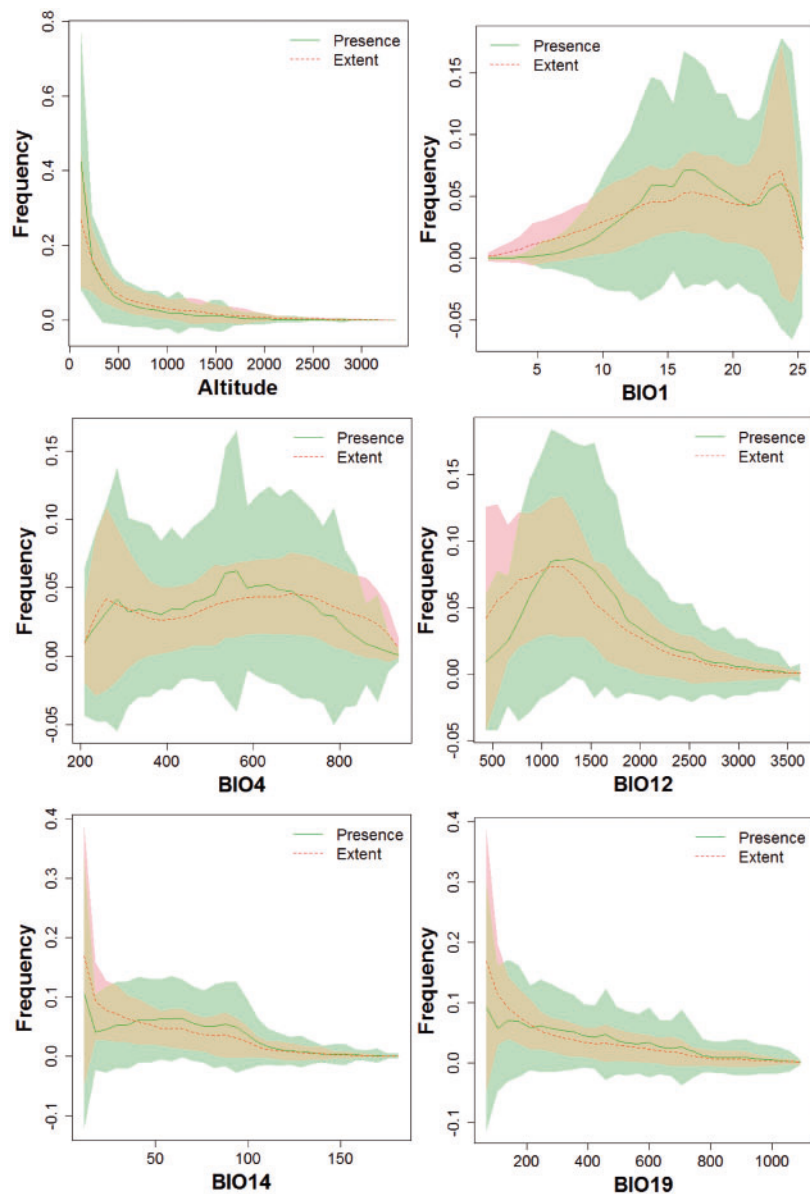 Presence
Extent
Frequency
0.0 0.2 0.4 0.6 0.8
0 500 1000 1500 2000 2500 3000
Altitude
Presence
Extent
Frequency
-0.05 0.00 0.05 0.10 0.15
5 10 15 20 25
BIO1
Presence
Extent
Frequency
-0.05 0.00 0.05 0.10 0.15
200 400 600 800
BIO4
Presence
Extent
Frequency
-0.05 0.00 0.05 0.10 0.15
500 1000 1500 2000 2500 3000 3500
BIO12
Presence
Extent
Frequency
-0.1 0.0 0.1 0.2 0.3 0.4
50 100 150
BIO14
Presence
Extent
Frequency
-0.1 0.0 0.1 0.2 0.3 0.4
200 400 600 800 1000
BIO19